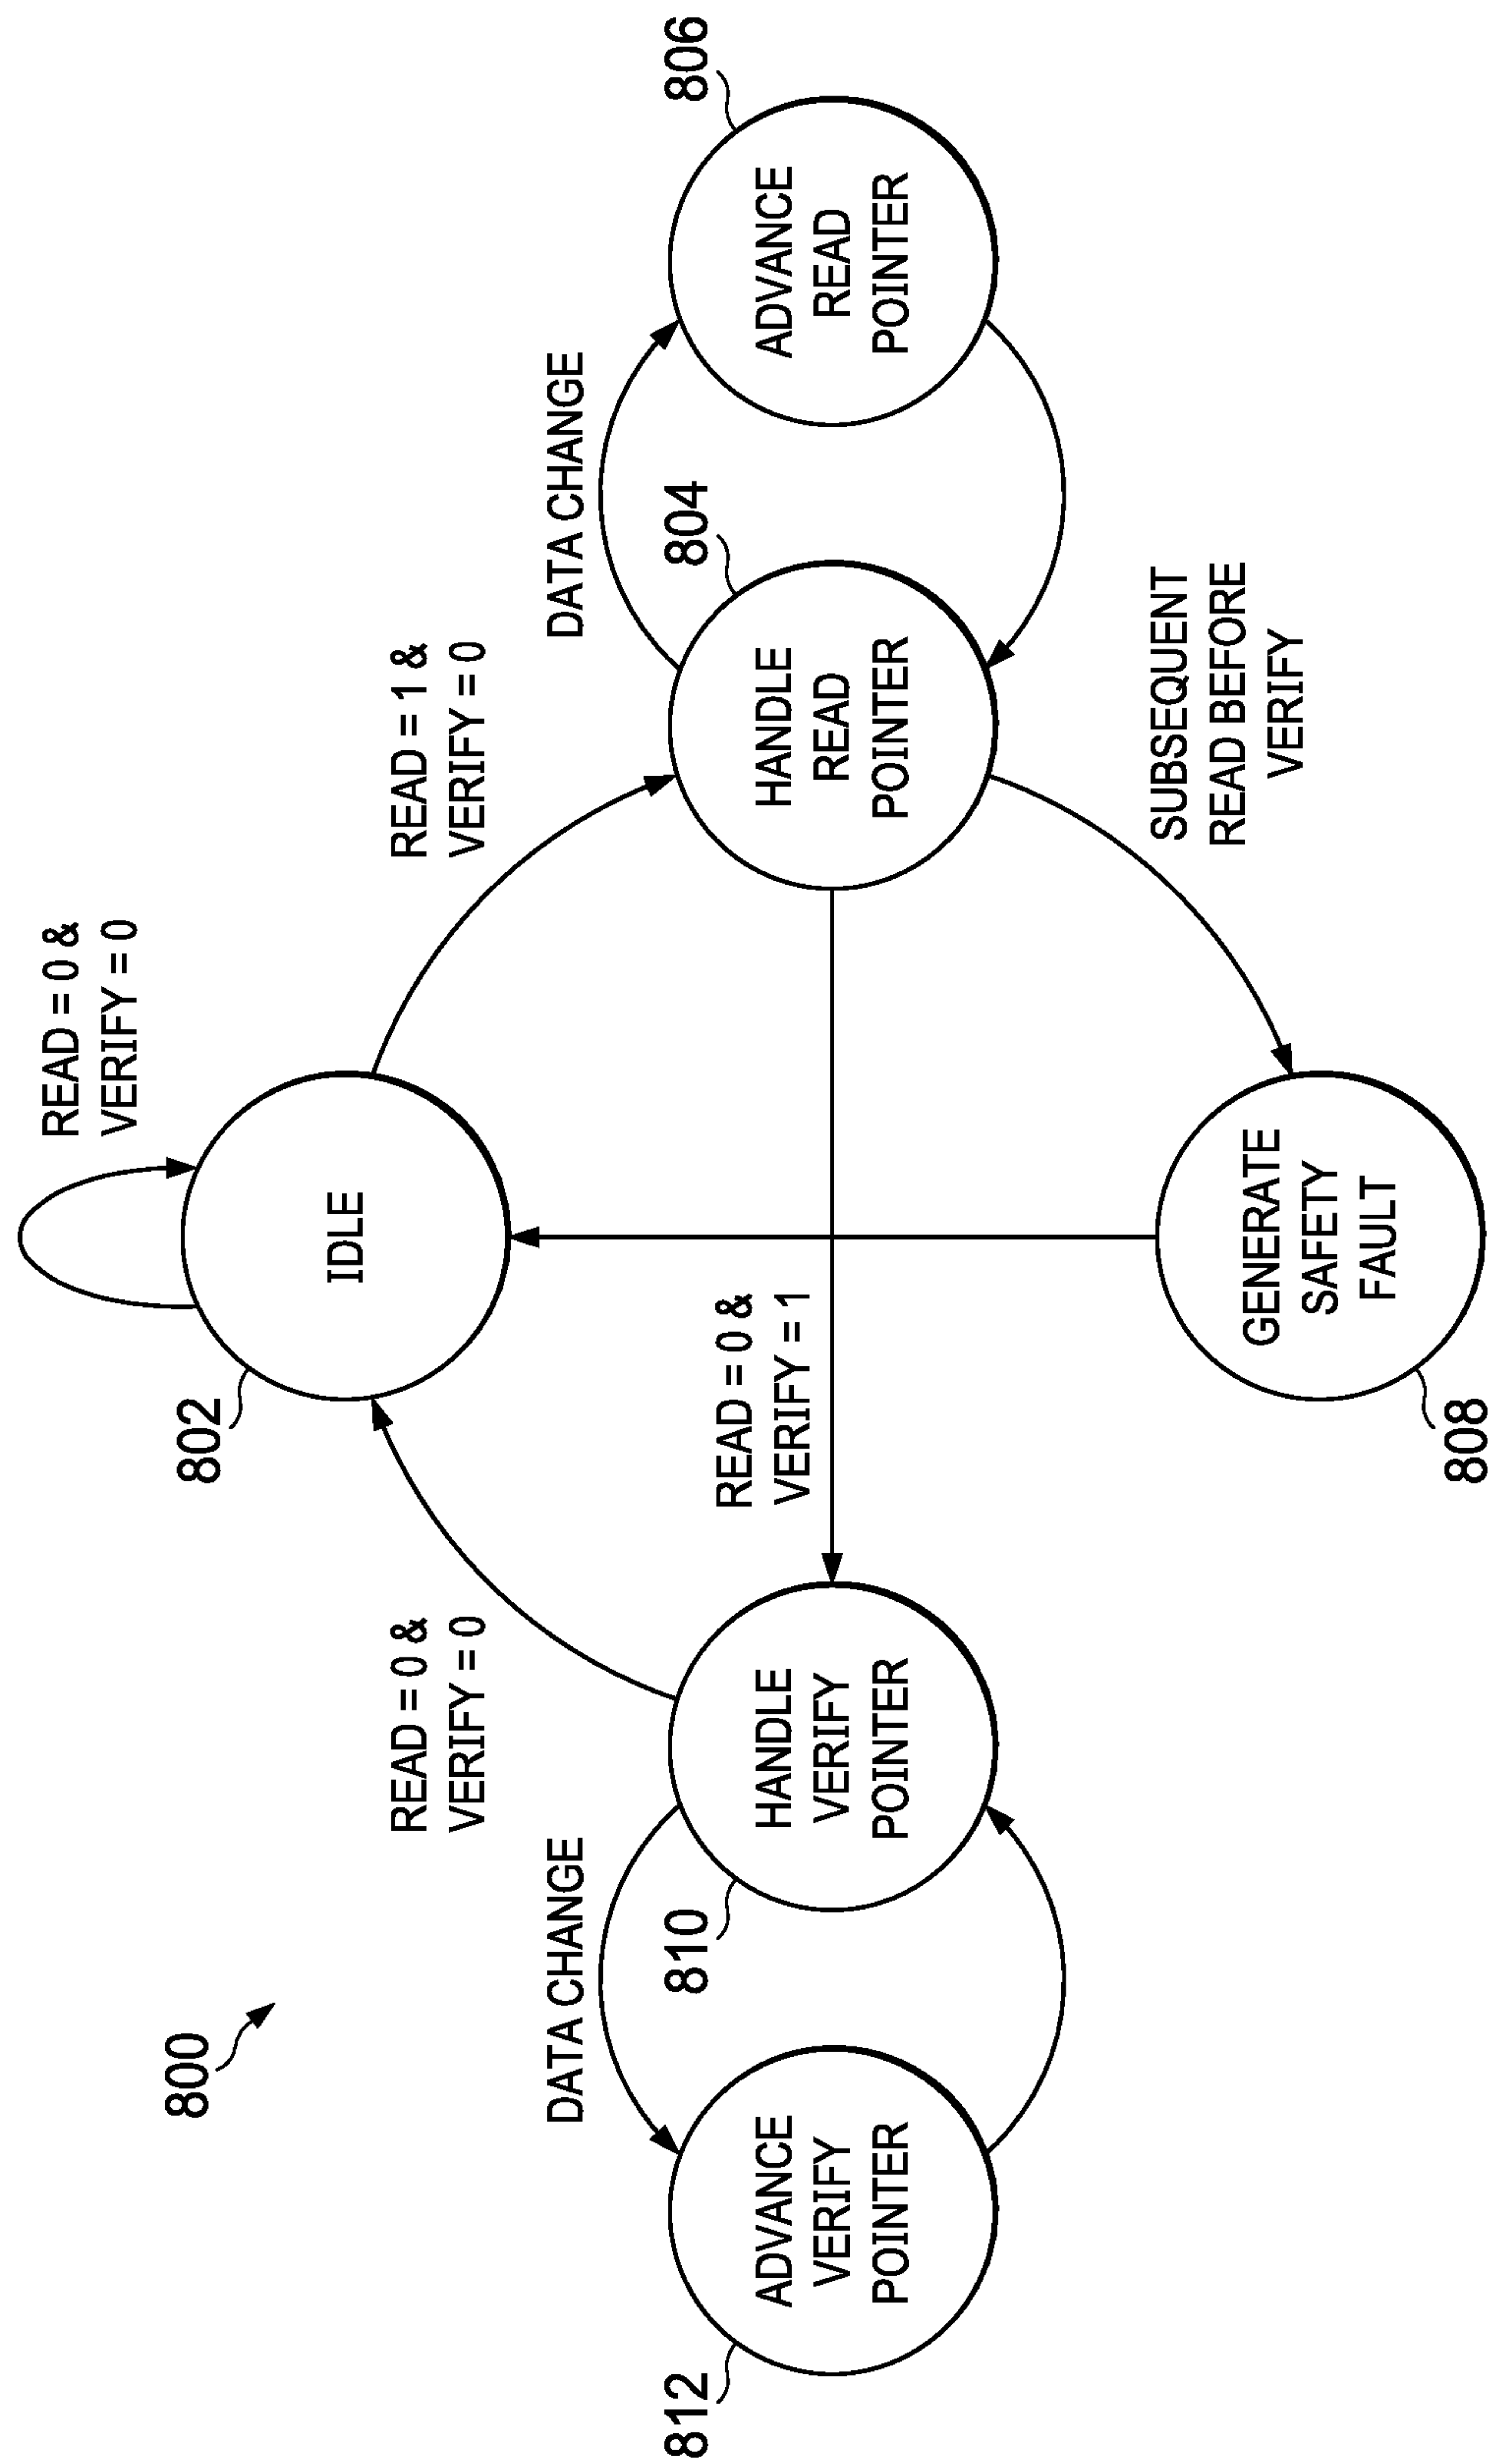 800
READ = 0 &
VERIFY = 0
802
IDLE
READ = 0 &
VERIFY = 0
READ = 1 &
VERIFY = 0
DATA CHANGE
DATA CHANGE
812
810
804
806
ADVANCE
VERIFY
POINTER
HANDLE
VERIFY
POINTER
READ = 0 &
VERIFY = 1
HANDLE
READ
POINTER
ADVANCE
READ
POINTER
SUBSEQUENT
READ BEFORE
VERIFY
GENERATE
SAFETY
FAULT
808